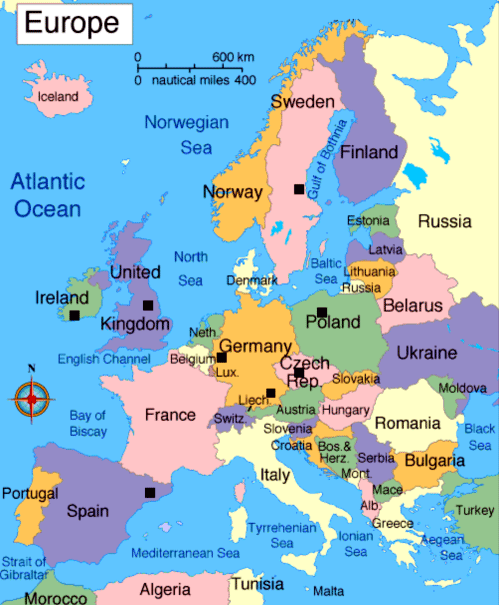 Europe
0 600 km
0 nautical miles 400
Iceland
Sweden
Norwegian
Sea
Gulf of Bothnia
Finland
Atlantic
Ocean
Norway
Russia
Estonia
Latvia
North
Sea
Baltic
Sea
Denmark
Lithuania
Russia
United
Kingdom
Ireland
Belarus
Poland
Neth.
Germany
English Channel
Belgium
Lux.
Czech
Rep.
Ukraine
Slovakia
N
Liech.
Austria
Hungary
Moldova
France
Switz.
Slovenia
Romania
Bay of
Biscay
Croatia
Bos.&
Herz.
Serbia
Black
Sea
Italy
Mont.
Bulgaria
Portugal
Spain
Mace.
Alb.
Turkey
Greece
Tyrrehenian
Sea
Ionian
Sea
Aegean
Sea
Mediterranean Sea
Strait of
Gibraltar
Morocco
Algeria
Tunisia
Malta